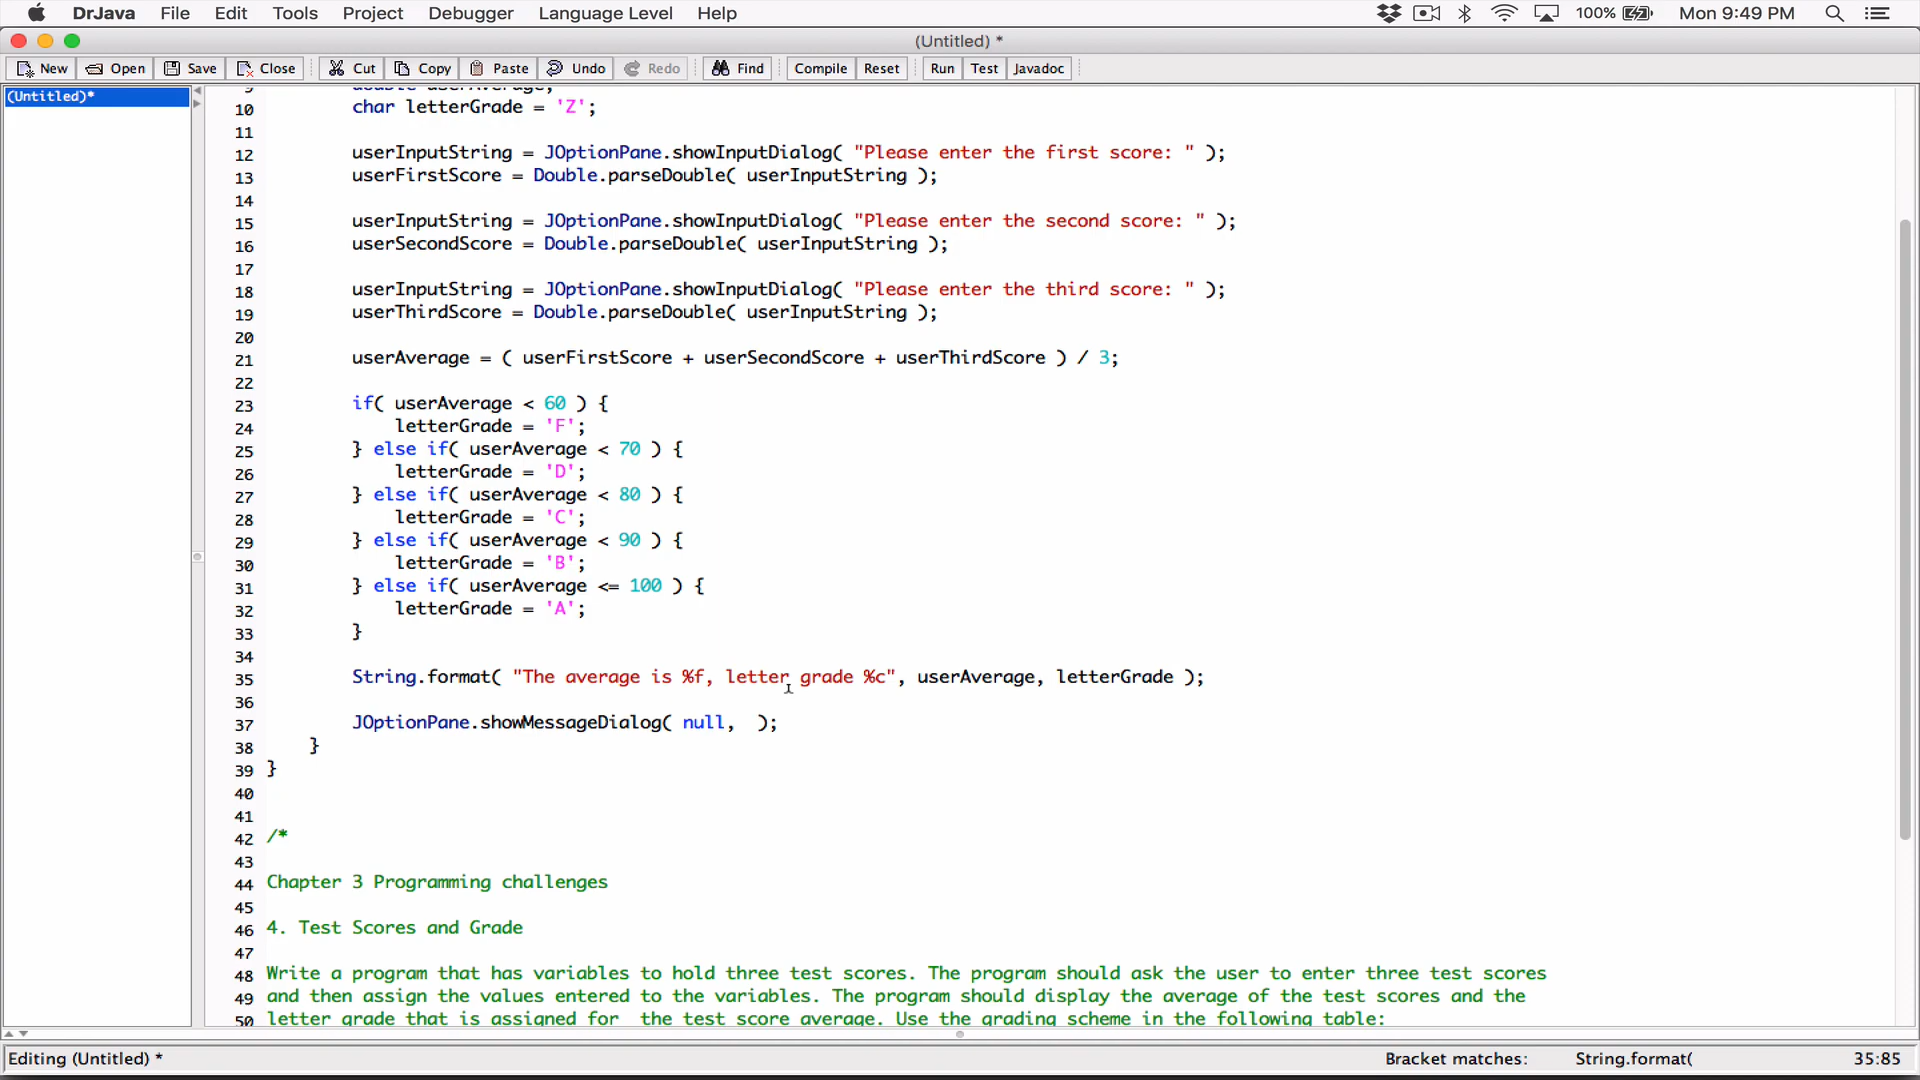 DrJava File Edit Tools Project Debugger Language Level Help 100% Mon 9:49 PM
(Untitled) *
New Open Save Close Cut Copy Paste Undo Redo Find Compile Reset Run Test Javadoc
(Untitled)*
9 double userAverage;
10 char letterGrade = 'Z';
11
12 userInputString = JOptionPane.showInputDialog( "Please enter the first score: " );
13 userFirstScore = Double.parseDouble( userInputString );
14
15 userInputString = JOptionPane.showInputDialog( "Please enter the second score: " );
16 userSecondScore = Double.parseDouble( userInputString );
17
18 userInputString = JOptionPane.showInputDialog( "Please enter the third score: " );
19 userThirdScore = Double.parseDouble( userInputString );
20
21 userAverage = ( userFirstScore + userSecondScore + userThirdScore ) / 3;
22
23 if( userAverage < 60 ) {
24 letterGrade = 'F';
25 } else if( userAverage < 70 ) {
26 letterGrade = 'D';
27 } else if( userAverage < 80 ) {
28 letterGrade = 'C';
29 } else if( userAverage < 90 ) {
30 letterGrade = 'B';
31 } else if( userAverage <= 100 ) {
32 letterGrade = 'A';
33 }
34
35 String.format( "The average is %f, letter grade %c", userAverage, letterGrade );
36
37 JOptionPane.showMessageDialog( null,  );
38 }
39 }
40
41
42 /*
43
44 Chapter 3 Programming challenges
45
46 4. Test Scores and Grade
47
48 Write a program that has variables to hold three test scores. The program should ask the user to enter three test scores
49 and then assign the values entered to the variables. The program should display the average of the test scores and the
50 letter grade that is assigned for  the test score average. Use the grading scheme in the following table:
Editing (Untitled) * Bracket matches: String.format( 35:85